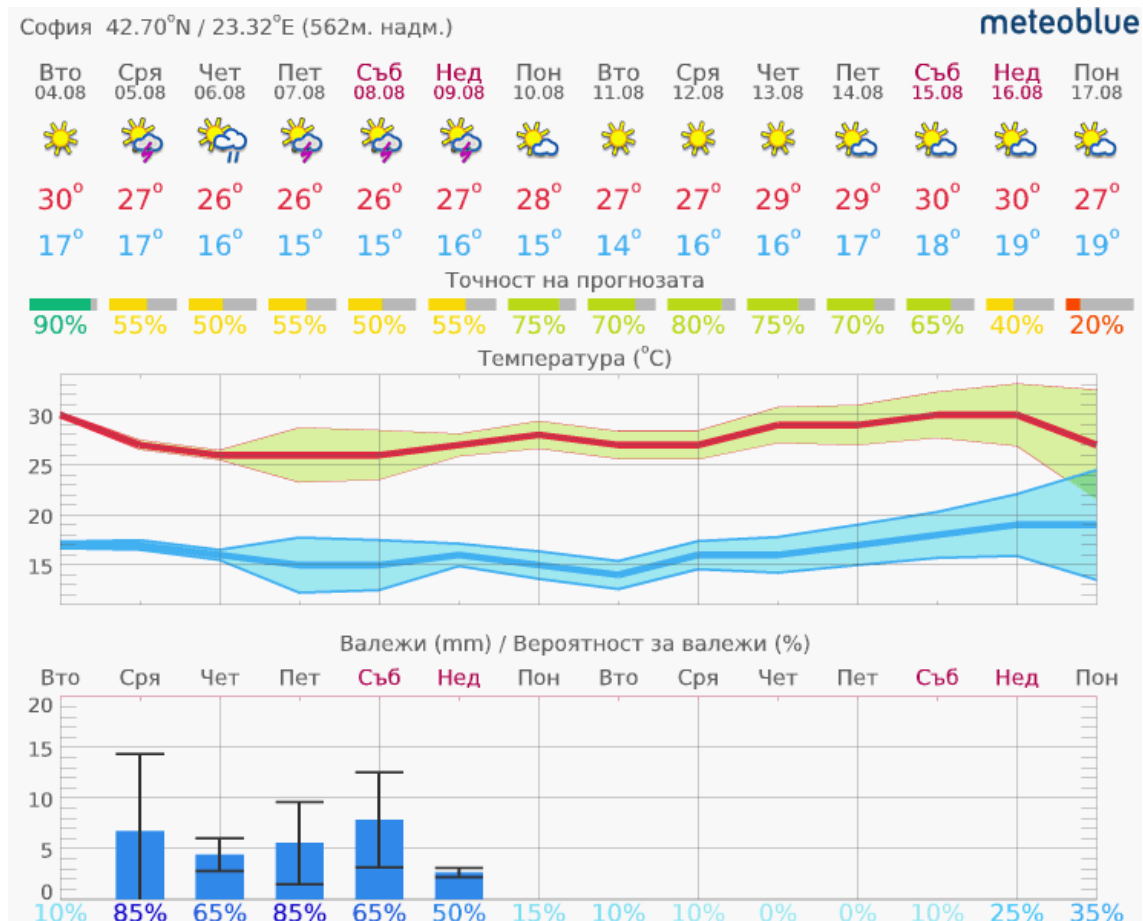 София 42.70°N / 23.32°E (562м. надм.)
meteoblue
Вто Сря Чет Пет Съб Нед Пон Вто Сря Чет Пет Съб Нед Пон
04.08 05.08 06.08 07.08 08.08 09.08 10.08 11.08 12.08 13.08 14.08 15.08 16.08 17.08
30° 27° 26° 26° 26° 27° 28° 27° 27° 29° 29° 30° 30° 27°
17° 17° 16° 15° 15° 16° 15° 14° 16° 16° 17° 18° 19° 19°
Точност на прогнозата
90% 55% 50% 55% 50% 55% 75% 70% 80% 75% 70% 65% 40% 20%
Температура (°C)
30
25
20
15
Валежи (mm) / Вероятност за валежи (%)
Вто Сря Чет Пет Съб Нед Пон Вто Сря Чет Пет Съб Нед Пон
20
15
10
5
0
10% 85% 65% 85% 65% 50% 15% 10% 10% 0% 0% 10% 25% 35%